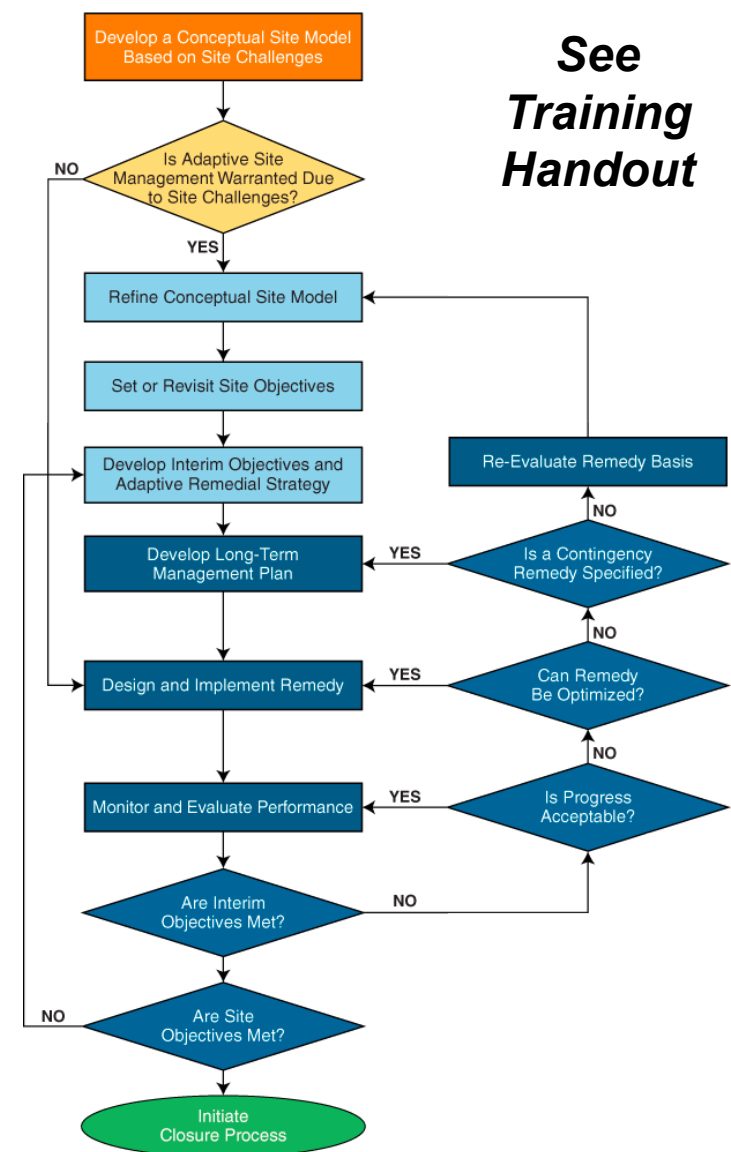 Develop a Conceptual Site Model
Based on Site Challenges
See
Training
Handout
Is Adaptive Site
Management Warranted Due
to Site Challenges?
NO
YES
Refine Conceptual Site Model
Set or Revisit Site Objectives
Develop Interim Objectives and
Adaptive Remedial Strategy
Re-Evaluate Remedy Basis
NO
Develop Long-Term
Management Plan
YES
Is a Contingency
Remedy Specified?
NO
Design and Implement Remedy
YES
Can Remedy
Be Optimized?
NO
Monitor and Evaluate Performance
YES
Is Progress
Acceptable?
Are Interim
Objectives Met?
NO
Are Site
Objectives Met?
NO
Initiate
Closure Process